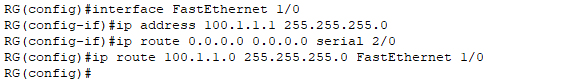 RG(config)#interface FastEthernet 1/0
RG(config-if)#ip address 100.1.1.1 255.255.255.0
RG(config-if)#ip route 0.0.0.0 0.0.0.0 serial 2/0
RG(config)#ip route 100.1.1.0 255.255.255.0 FastEthernet 1/0
RG(config)#